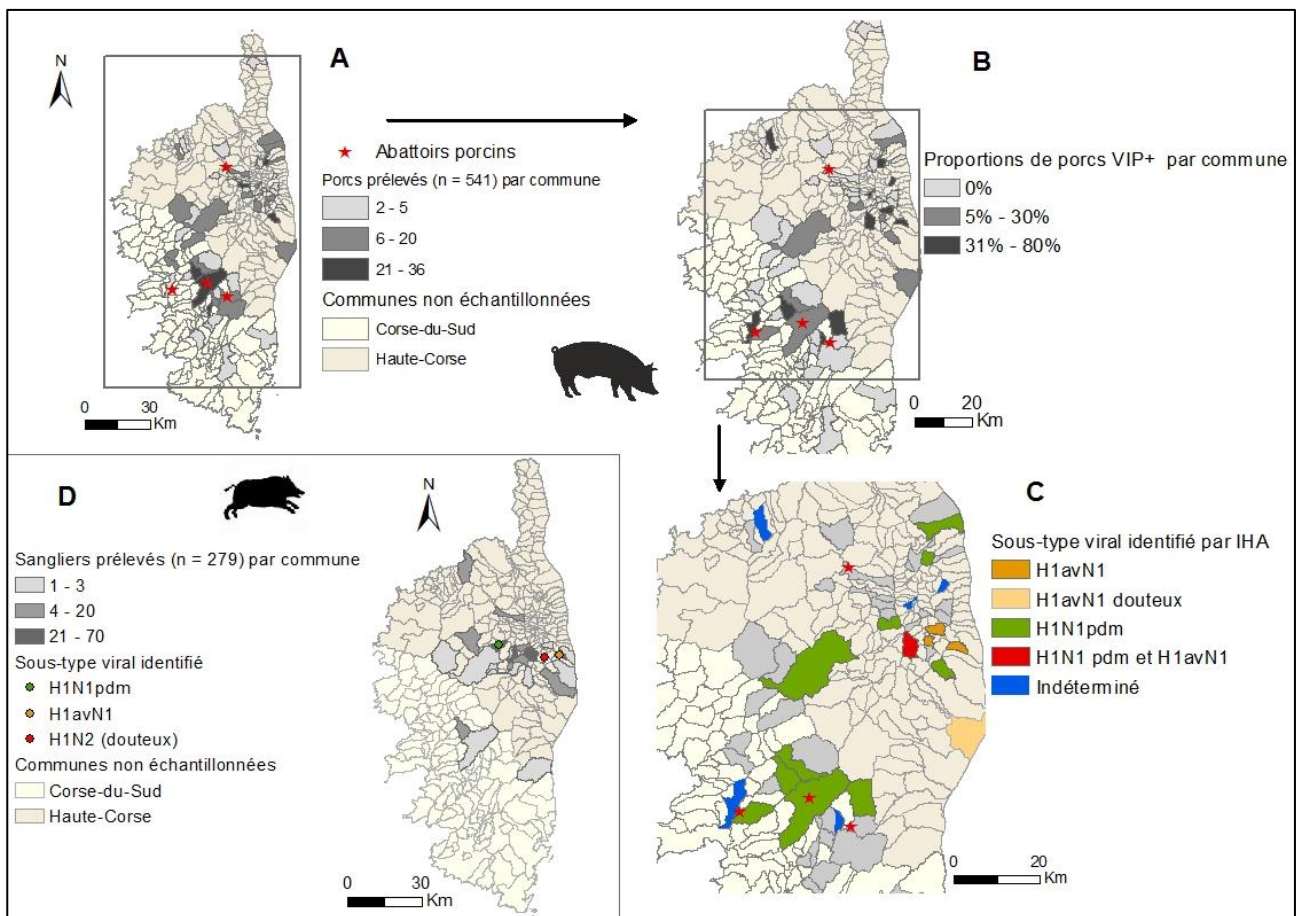 N
A
Abattoirs porcins
Porcs prélevés (n = 541) par commune
2 - 5
6 - 20
21 - 36
Communes non échantillonnées
Corse-du-Sud
Haute-Corse
0 30
Km
B
Proportions de porcs VIP+ par commune
0%
5% - 30%
31% - 80%
0 20
Km
C
Sous-type viral identifié par IHA
H1avN1
H1avN1 douteux
H1N1pdm
H1N1 pdm et H1avN1
Indéterminé
0 20
Km
D
N
Sangliers prélevés (n = 279) par commune
1 - 3
4 - 20
21 - 70
Sous-type viral identifié
H1N1pdm
H1avN1
H1N2 (douteux)
Communes non échantillonnées
Corse-du-Sud
Haute-Corse
0 30
Km